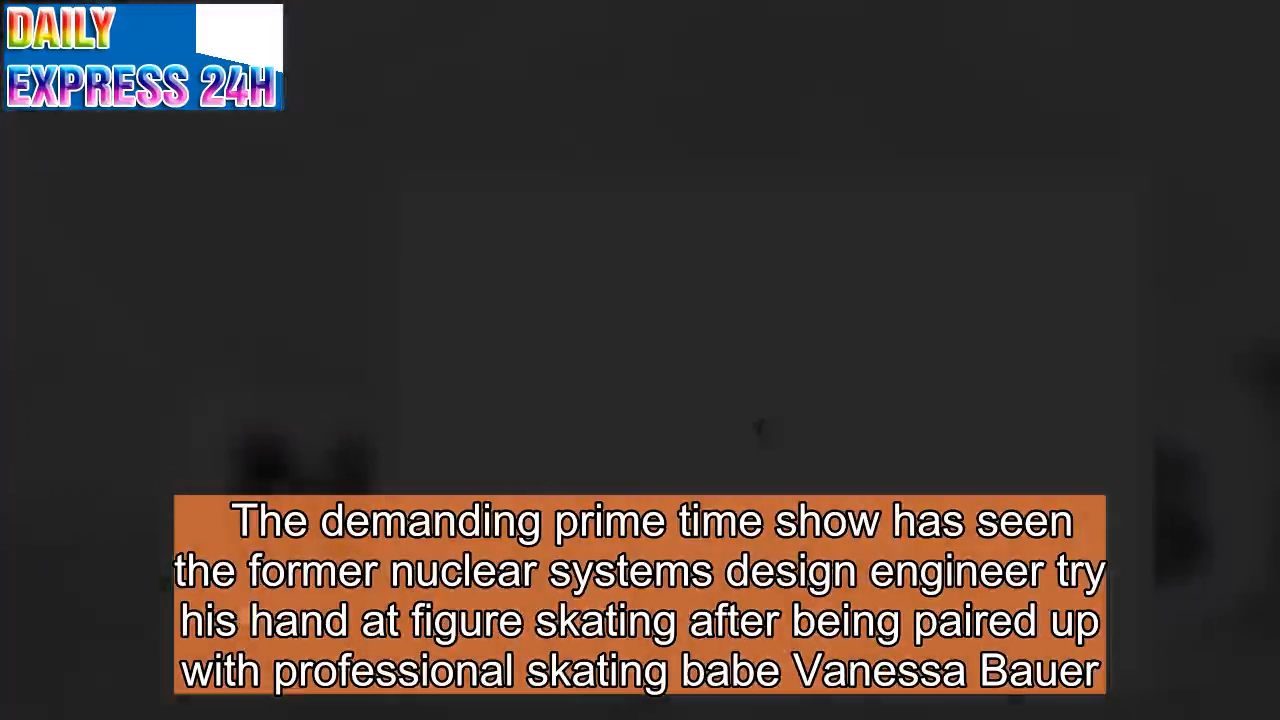 DAILY
EXPRESS 24H
The demanding prime time show has seen
the former nuclear systems design engineer try
his hand at figure skating after being paired up
with professional skating babe Vanessa Bauer